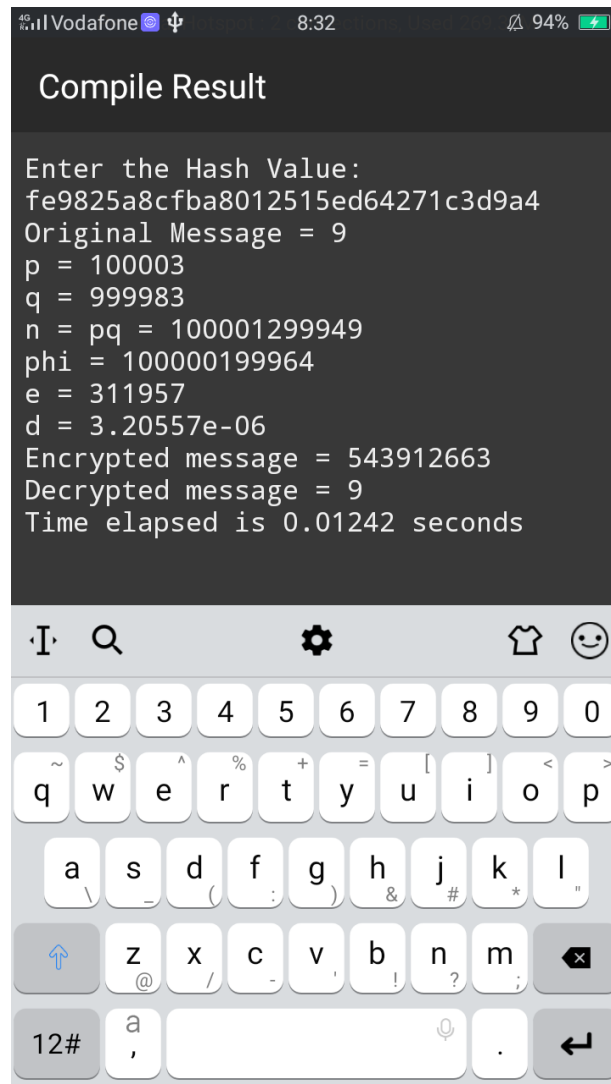 4G Vodafone 8:32 94%
Compile Result
Enter the Hash Value:
fe9825a8cfba8012515ed64271c3d9a4
Original Message = 9
p = 100003
q = 999983
n = pq = 100001299949
phi = 100000199964
e = 311957
d = 3.20557e-06
Encrypted message = 543912663
Decrypted message = 9
Time elapsed is 0.01242 seconds
1 2 3 4 5 6 7 8 9 0
~ $ ^ % + = [ ] < >
q w e r t y u i o p
a s d f g h j k l
\ _ ( : ) & # * "
z x c v b n m
@ / - ' ! ? ;
12# a , .